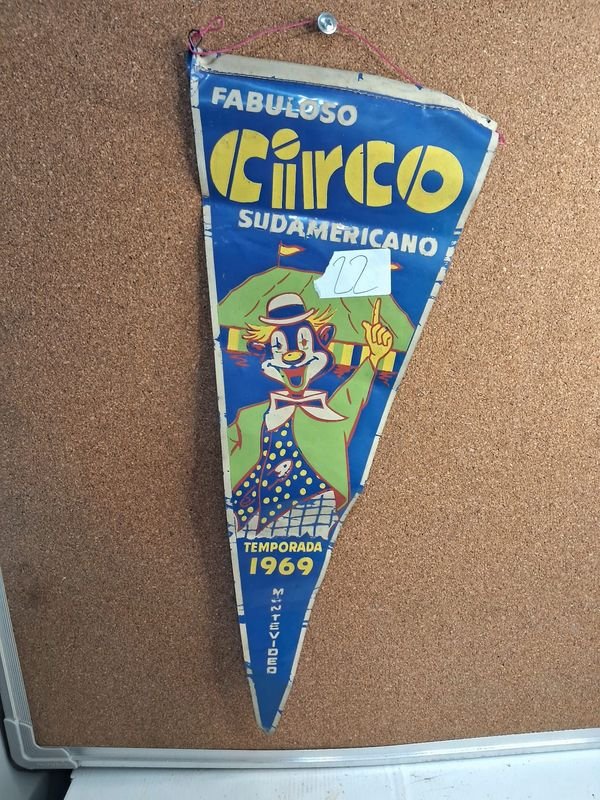 FABULOSO
CIRCO
SUDAMERICANO
22
TEMPORADA
1969
MONTEVIDEO